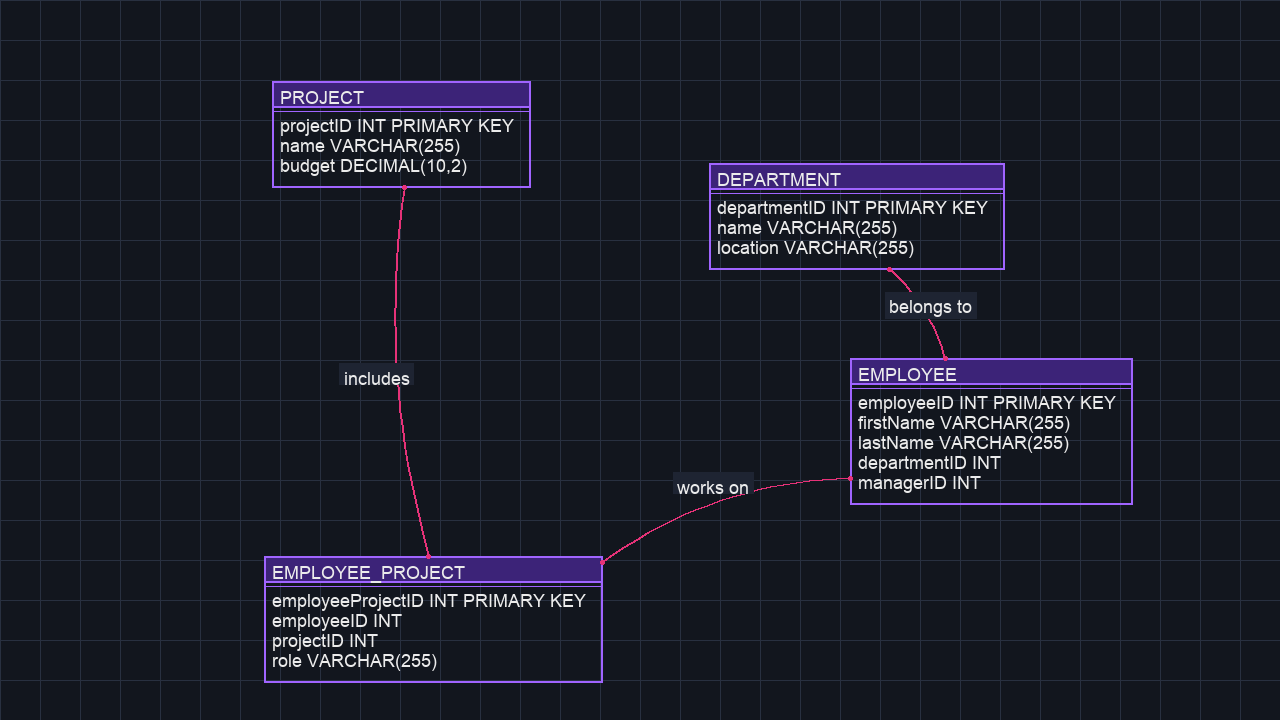 PROJECT
projectID INT PRIMARY KEY
name VARCHAR(255)
budget DECIMAL(10,2)
DEPARTMENT
departmentID INT PRIMARY KEY
name VARCHAR(255)
location VARCHAR(255)
belongs to
includes
EMPLOYEE
employeeID INT PRIMARY KEY
firstName VARCHAR(255)
lastName VARCHAR(255)
departmentID INT
managerID INT
works on
EMPLOYEE_PROJECT
employeeProjectID INT PRIMARY KEY
employeeID INT
projectID INT
role VARCHAR(255)